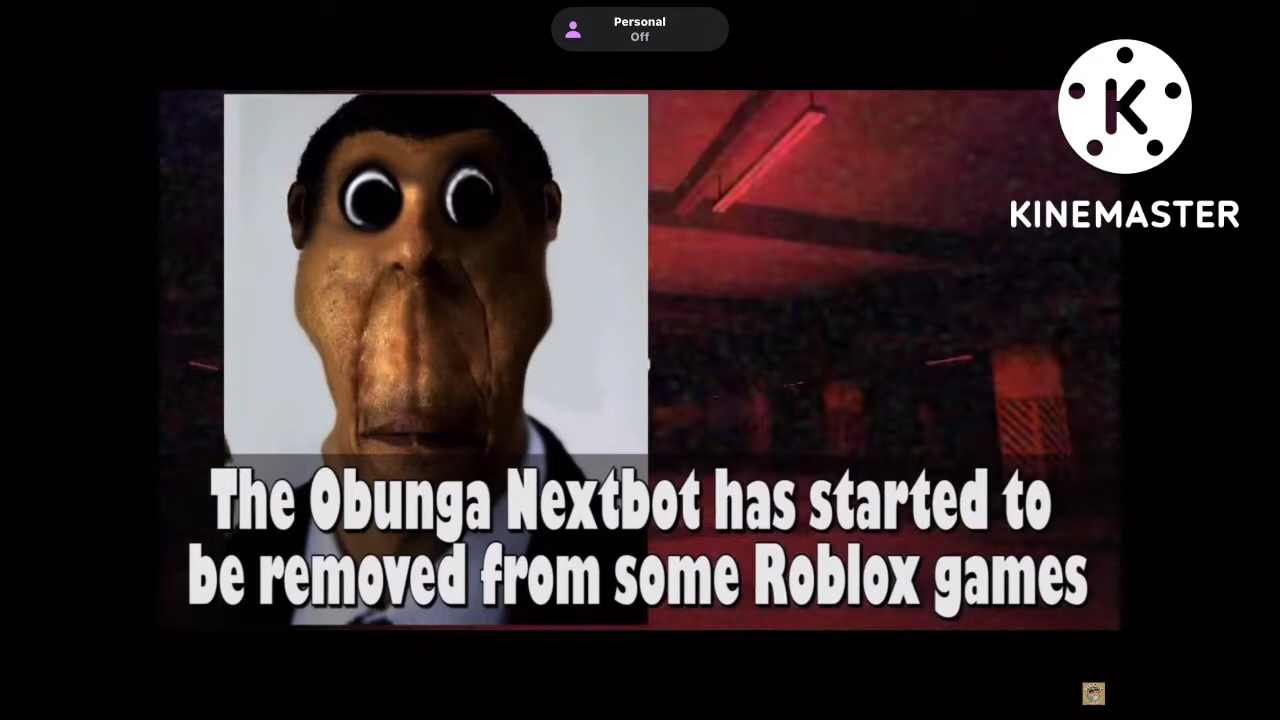 Personal
Off
K
KINEMASTER
The Obunga Nextbot has started to
be removed from some Roblox games